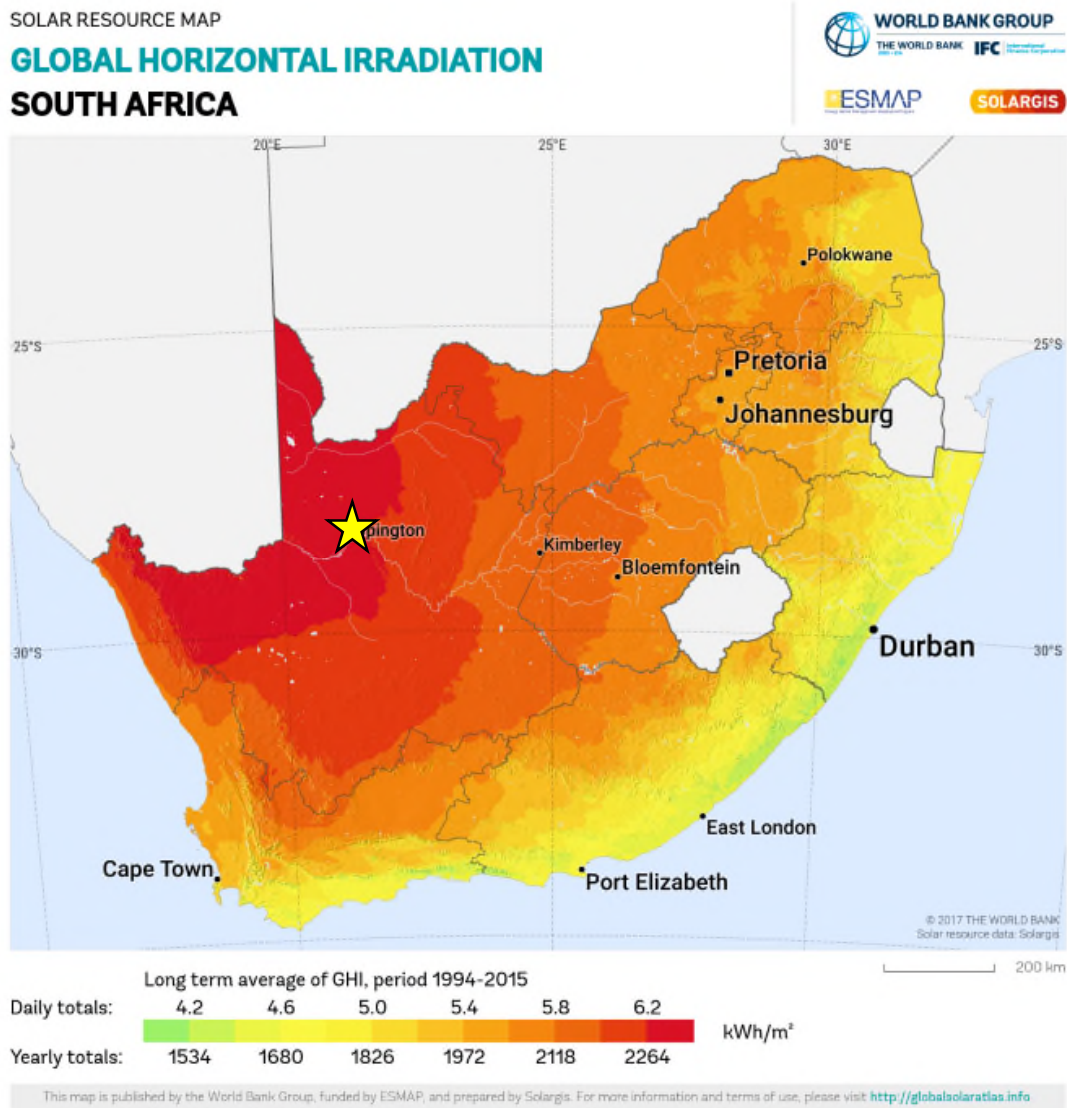 SOLAR RESOURCE MAP
GLOBAL HORIZONTAL IRRADIATION
SOUTH AFRICA
WORLD BANK GROUP
THE WORLD BANK IFC International Finance Corporation
ESMAP
SOLARGIS
20°E 25°E 30°E
Polokwane
25°S 25°S
Pretoria
Johannesburg
pington
Kimberley
Bloemfontein
Durban
30°S 30°S
East London
Cape Town
Port Elizabeth
© 2017 THE WORLD BANK
Solar resource data: Solargis
200 km
Long term average of GHI, period 1994-2015
Daily totals: 4.2 4.6 5.0 5.4 5.8 6.2
kWh/m²
Yearly totals: 1534 1680 1826 1972 2118 2264
This map is published by the World Bank Group, funded by ESMAP, and prepared by Solargis. For more information and terms of use, please visit http://globalsolaratlas.info